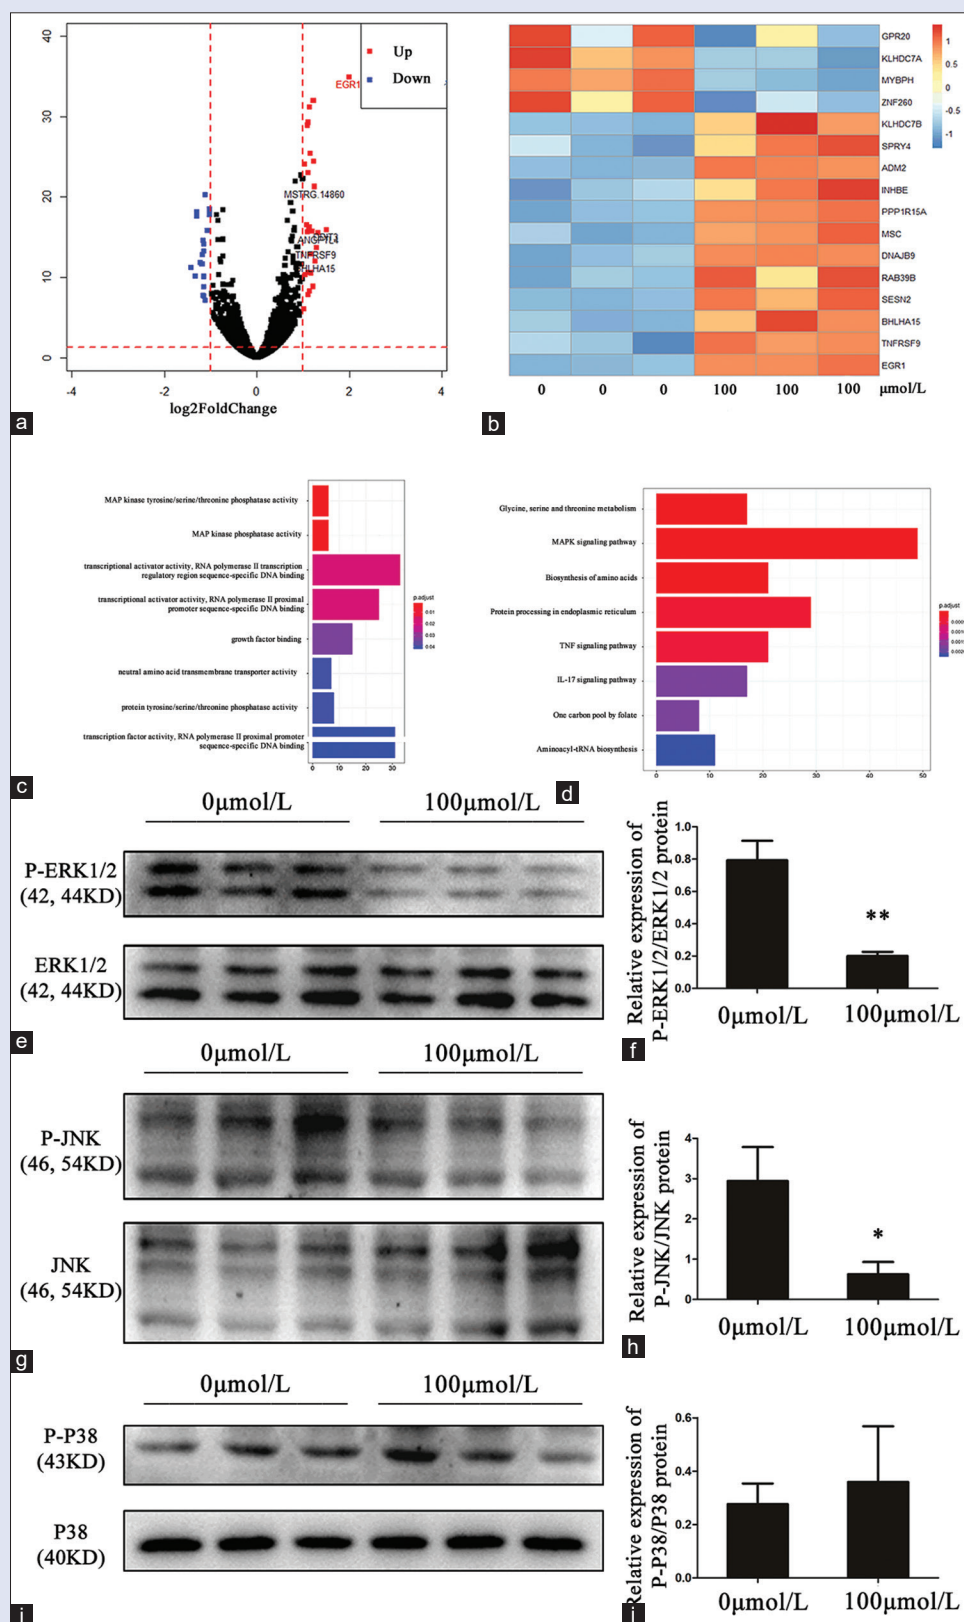 40
30
20
10
0
Up
Down
EGR1
MSTRG.14860
TNFRSF9
-4
-2
0
2
4
log2FoldChange
a
GPR20
KLHDC7A
MYBPH
ZNF260
KLHDC7B
SPRY4
ADM2
INHBE
PPP1R15A
MSC
DNAJB9
RAB39B
SESN2
BHLHA15
TNFRSF9
EGR1
1
0.5
0
-0.5
-1
0 0 0 100 100 100 μmol/L
b
MAP kinase tyrosine/serine/threonine phosphatase activity
MAP kinase phosphatase activity
transcriptional activator activity, RNA polymerase II transcription
regulatory region sequence-specific DNA binding
transcriptional activator activity, RNA polymerase II proximal
promoter sequence-specific DNA binding
growth factor binding
neutral amino acid transmembrane transporter activity
protein tyrosine/serine/threonine phosphatase activity
transcription factor activity, RNA polymerase II proximal promoter
sequence-specific DNA binding
0 10 20 30
p.adjust
0.01
0.02
0.03
0.04
c
Glycine, serine and threonine metabolism
MAPK signaling pathway
Biosynthesis of amino acids
Protein processing in endoplasmic reticulum
TNF signaling pathway
IL-17 signaling pathway
One carbon pool by folate
Aminoacyl-tRNA biosynthesis
0 10 20 30 40 50
p.adjust
d
0μmol/L 100μmol/L
P-ERK1/2
(42, 44KD)
ERK1/2
(42, 44KD)
e
Relative expression of
P-ERK1/2/ERK1/2 protein
1.0
0.8
0.6
0.4
0.2
0.0
**
0μmol/L 100μmol/L
f
0μmol/L 100μmol/L
P-JNK
(46, 54KD)
JNK
(46, 54KD)
g
Relative expression of
P-JNK/JNK protein
4
3
2
1
0
*
0μmol/L 100μmol/L
h
0μmol/L 100μmol/L
P-P38
(43KD)
P38
(40KD)
i
Relative expression of
P-P38/P38 protein
0.6
0.4
0.2
0.0
0μmol/L 100μmol/L